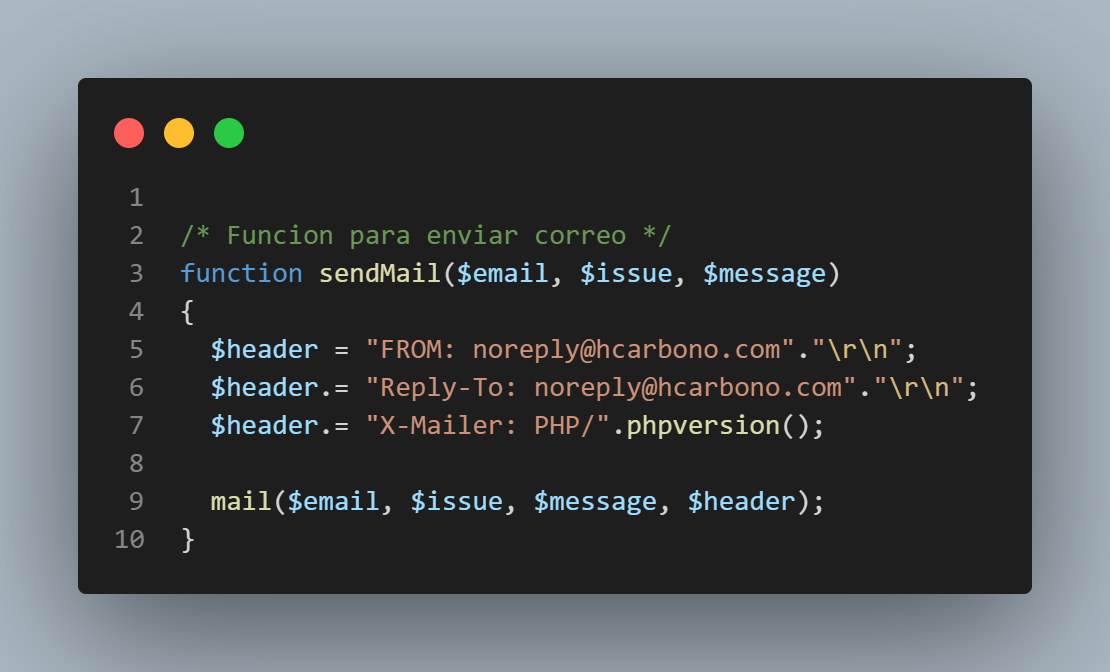 1
2 /* Funcion para enviar correo */
3 function sendMail($email, $issue, $message)
4 {
5   $header = "FROM: noreply@hcarbono.com"."\r\n";
6   $header.= "Reply-To: noreply@hcarbono.com"."\r\n";
7   $header.= "X-Mailer: PHP/".phpversion();
8
9   mail($email, $issue, $message, $header);
10 }